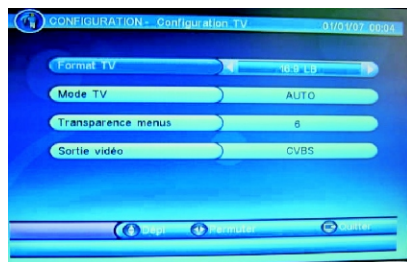 CONFIGURATION - Configuration TV 01/01/07 00:04
Format TV 16:9 LB
Mode TV AUTO
Transparence menus 6
Sortie vidéo CVBS
Dépl Permuter Quitter